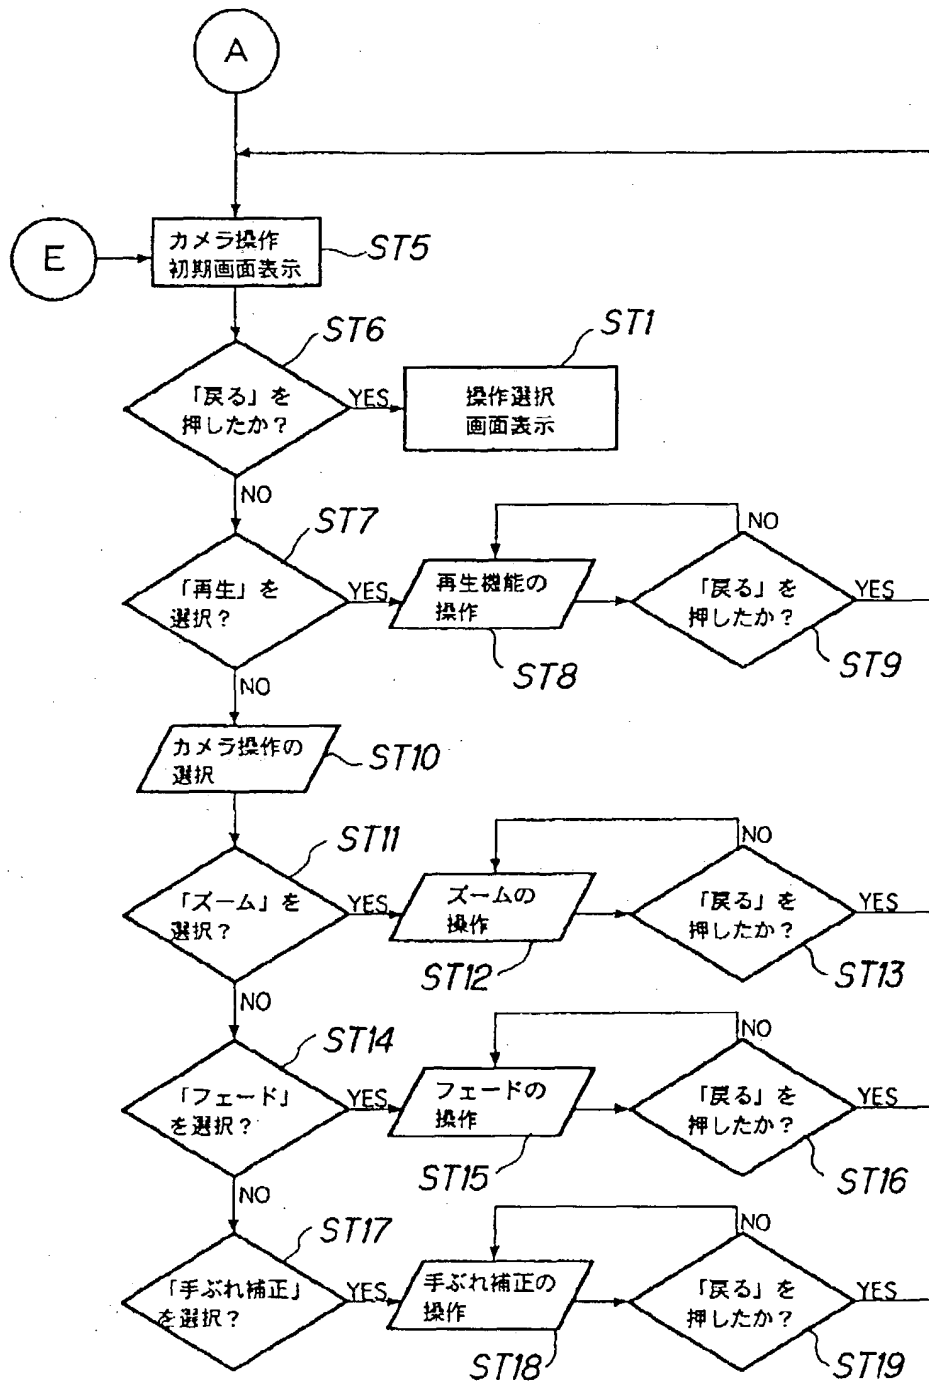 A
E
カメラ操作
初期画面表示
ST5
ST6
「戻る」を
押したか？
YES
NO
ST1
操作選択
画面表示
ST7
「再生」を
選択？
YES
NO
再生機能の
操作
ST8
NO
「戻る」を
押したか？
YES
ST9
カメラ操作の
選択
ST10
ST11
「ズーム」を
選択？
YES
NO
ズームの
操作
ST12
NO
「戻る」を
押したか？
YES
ST13
ST14
「フェード」
を選択？
YES
NO
フェードの
操作
ST15
NO
「戻る」を
押したか？
YES
ST16
ST17
「手ぶれ補正」
を選択？
YES
手ぶれ補正の
操作
ST18
NO
「戻る」を
押したか？
YES
ST19